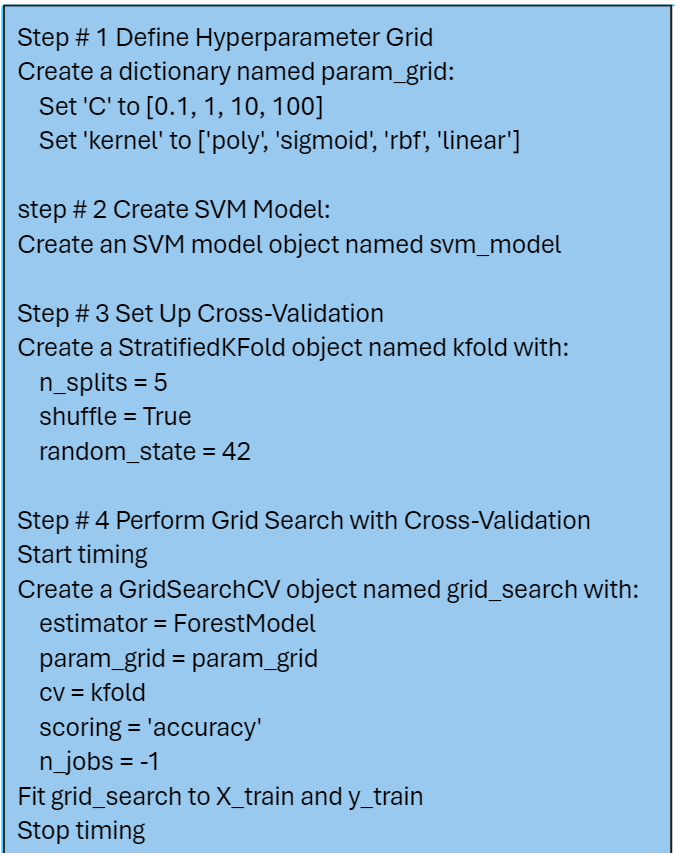 Step # 1 Define Hyperparameter Grid
Create a dictionary named param_grid:
Set 'C' to [0.1, 1, 10, 100]
Set 'kernel' to ['poly', 'sigmoid', 'rbf', 'linear']
step # 2 Create SVM Model:
Create an SVM model object named svm_model
Step # 3 Set Up Cross-Validation
Create a StratifiedKFold object named kfold with:
n_splits = 5
shuffle = True
random_state = 42
Step # 4 Perform Grid Search with Cross-Validation
Start timing
Create a GridSearchCV object named grid_search with:
estimator = ForestModel
param_grid = param_grid
cv = kfold
scoring = 'accuracy'
n_jobs = -1
Fit grid_search to X_train and y_train
Stop timing